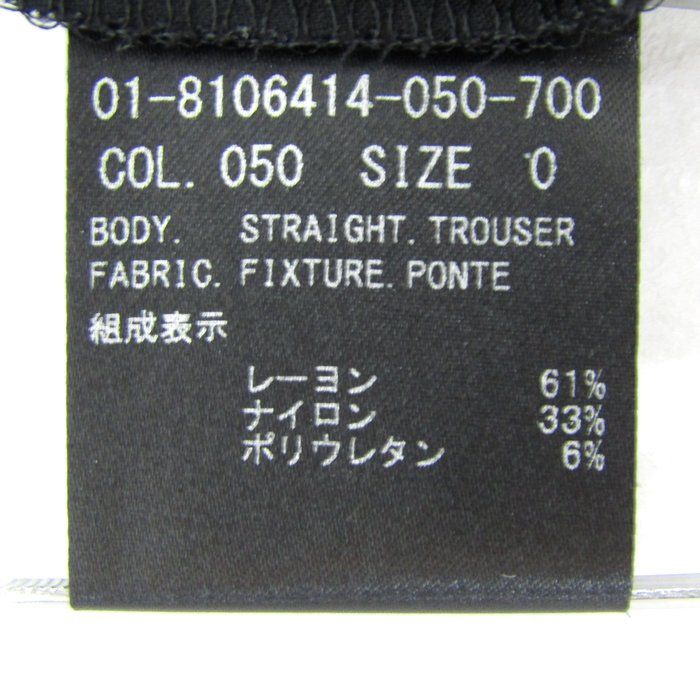 01-8106414-050-700
COL. 050 SIZE 0
BODY. STRAIGHT. TROUSER
FABRIC. FIXTURE. PONTE
組成表示
レーヨン 61%
ナイロン 33%
ポリウレタン 6%